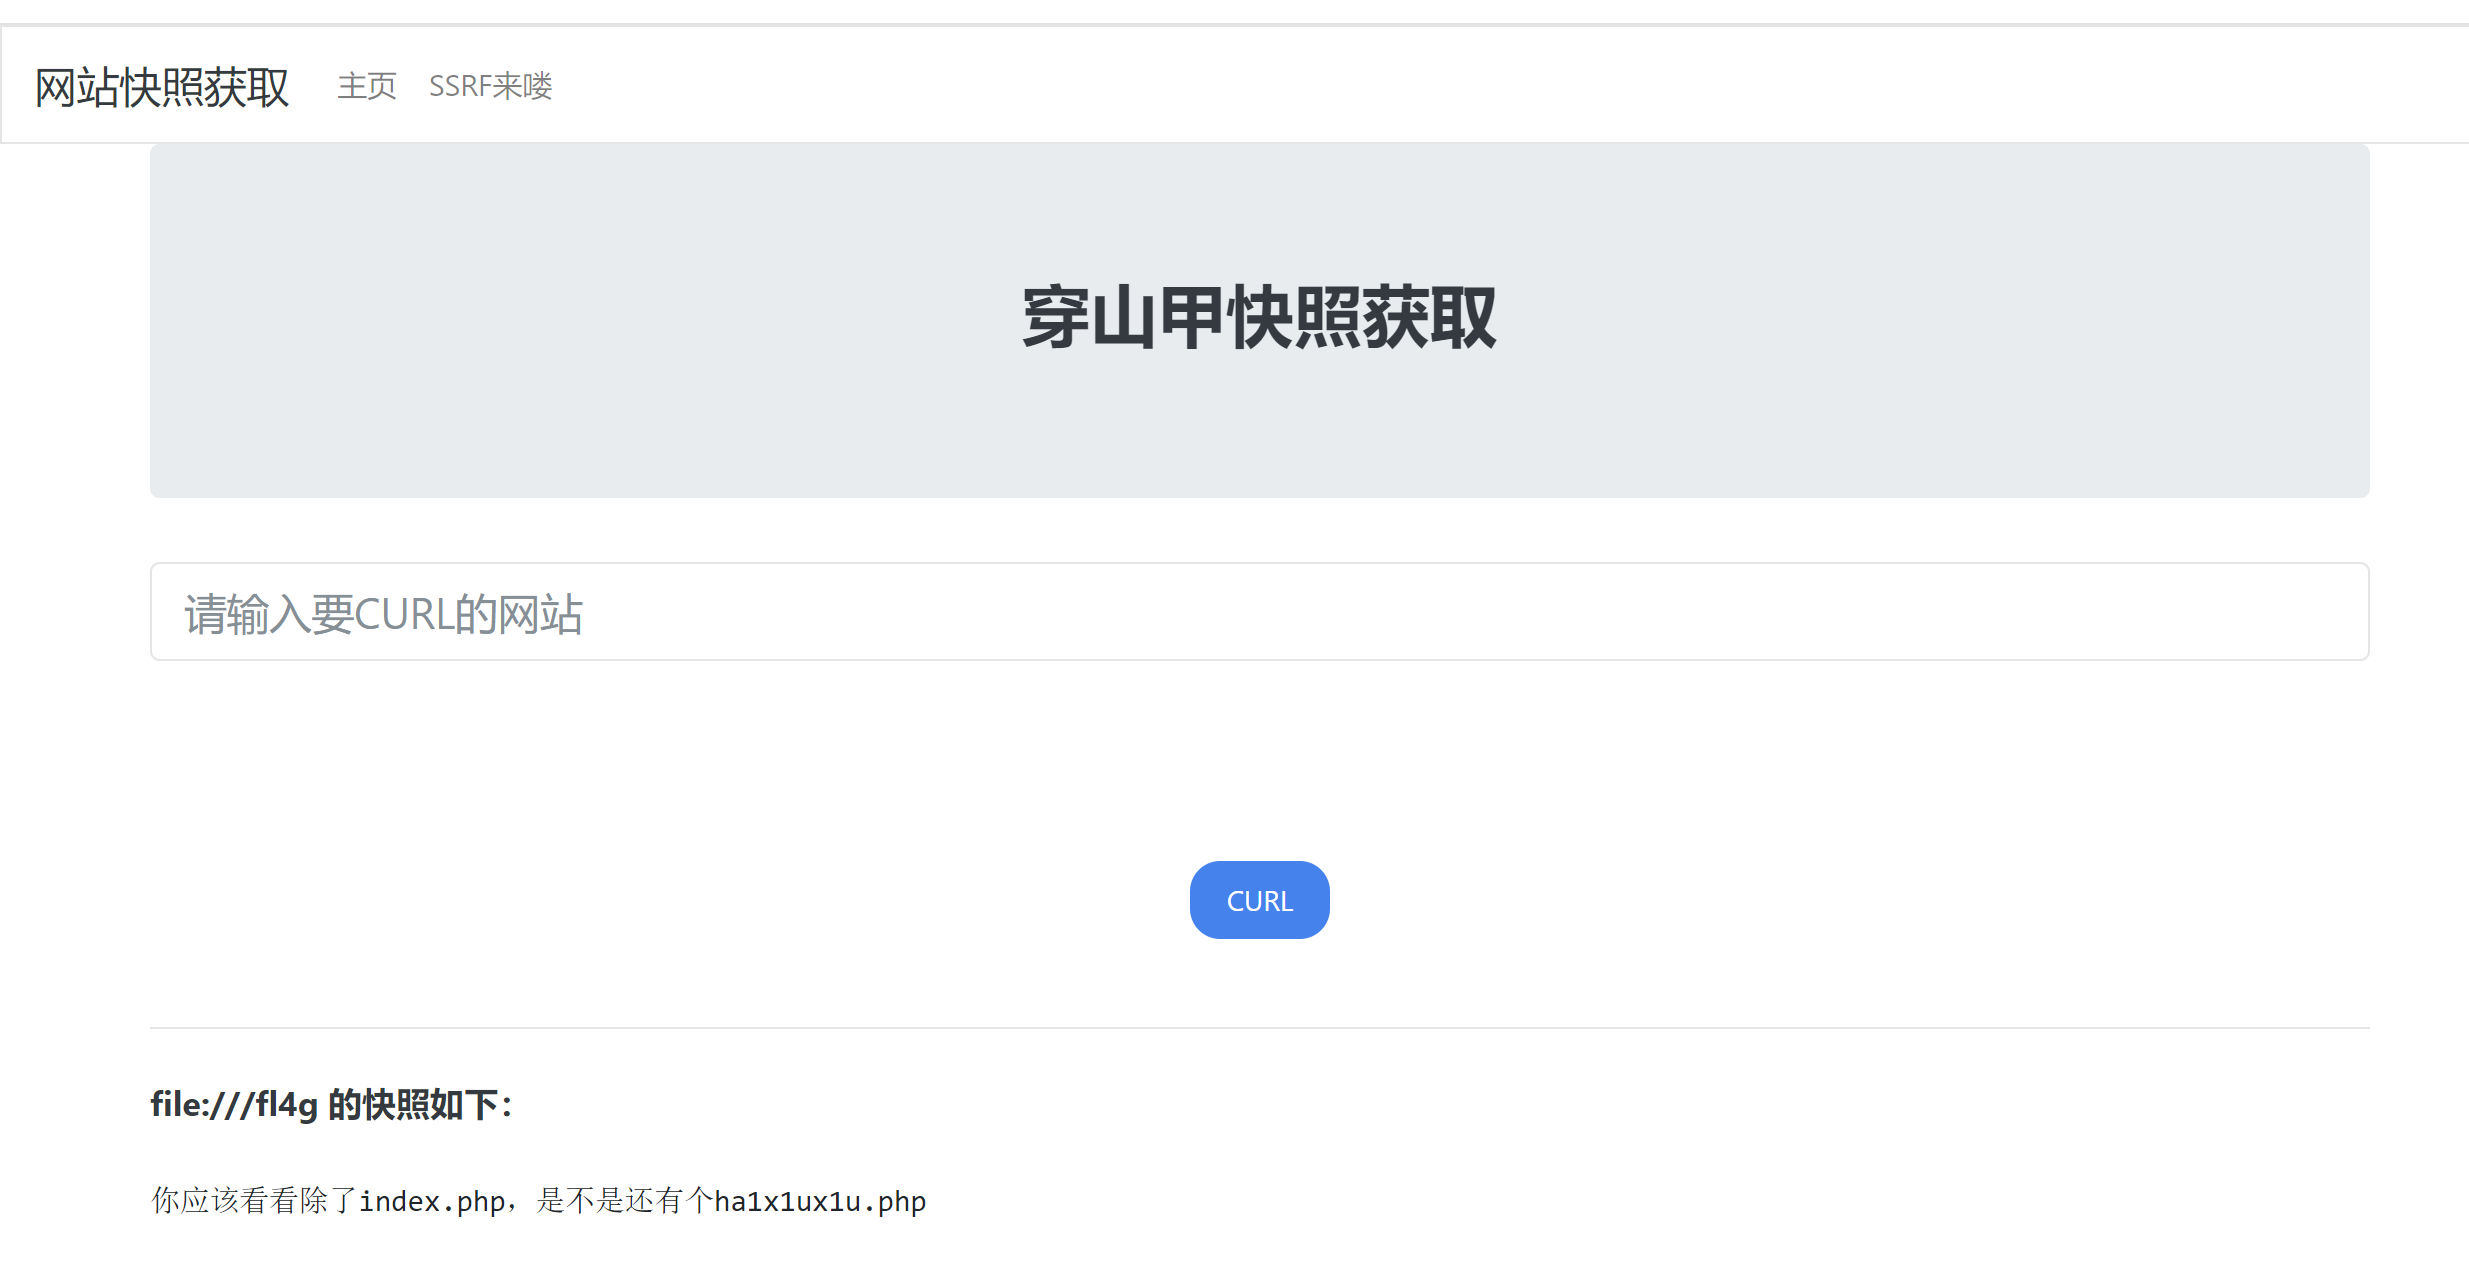 网站快照获取 主页 SSRF来喽
穿山甲快照获取
请输入要CURL的网站
CURL
file:///fl4g 的快照如下：
你应该看看除了index.php，是不是还有个ha1x1ux1u.php